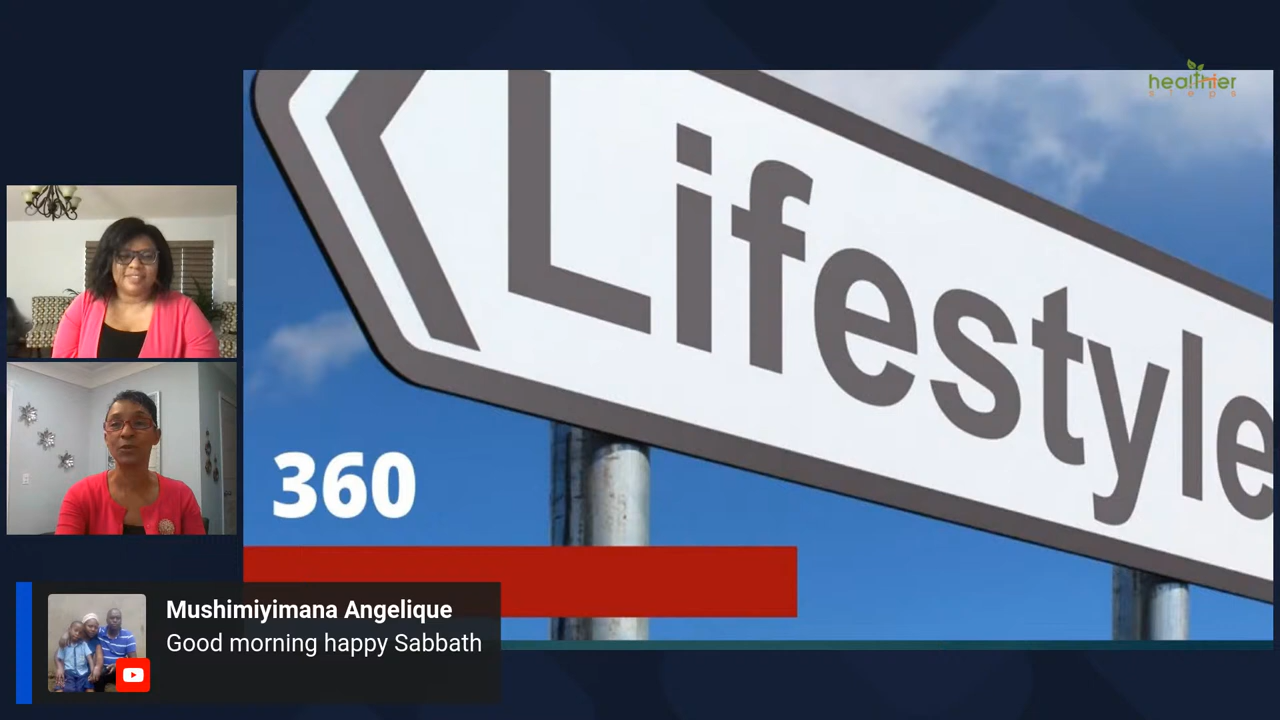 healthier
steps
Lifestyle
360
Mushimiyimana Angelique
Good morning happy Sabbath